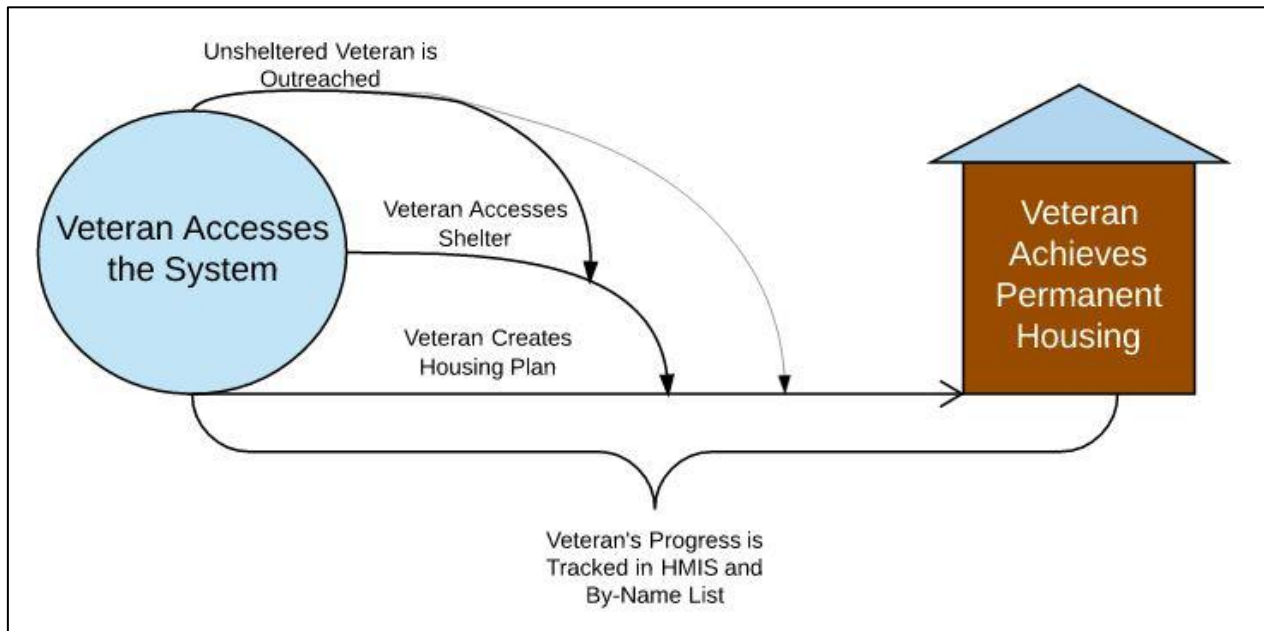 Unsheltered Veteran is
Outreached
Veteran Accesses
the System
Veteran Accesses
Shelter
Veteran Creates
Housing Plan
Veteran
Achieves
Permanent
Housing
Veteran's Progress is
Tracked in HMIS and
By-Name List